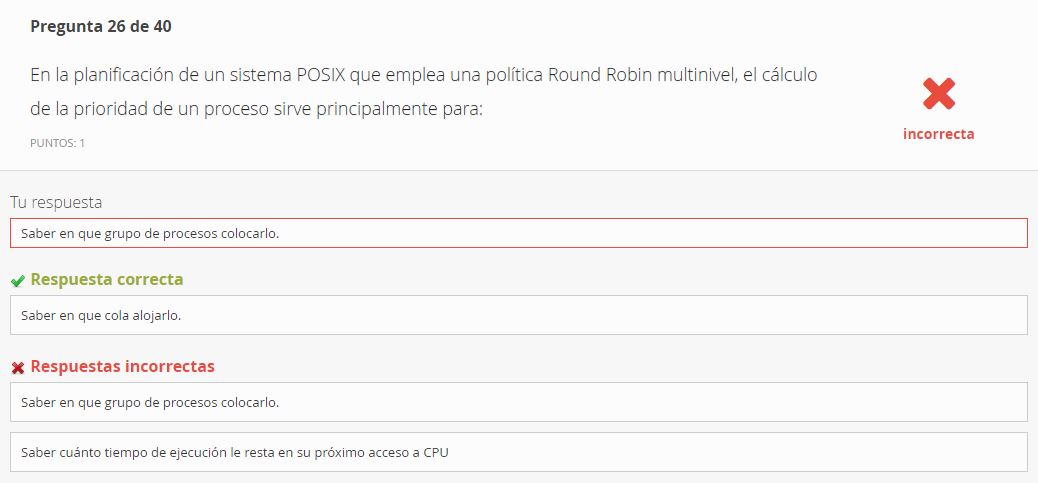 Pregunta 26 de 40
En la planificación de un sistema POSIX que emplea una política Round Robin multinivel, el cálculo
de la prioridad de un proceso sirve principalmente para:
incorrecta
PUNTOS: 1
Tu respuesta
Saber en que grupo de procesos colocarlo.
Respuesta correcta
Saber en que cola alojarlo.
Respuestas incorrectas
Saber en que grupo de procesos colocarlo.
Saber cuánto tiempo de ejecución le resta en su próximo acceso a CPU